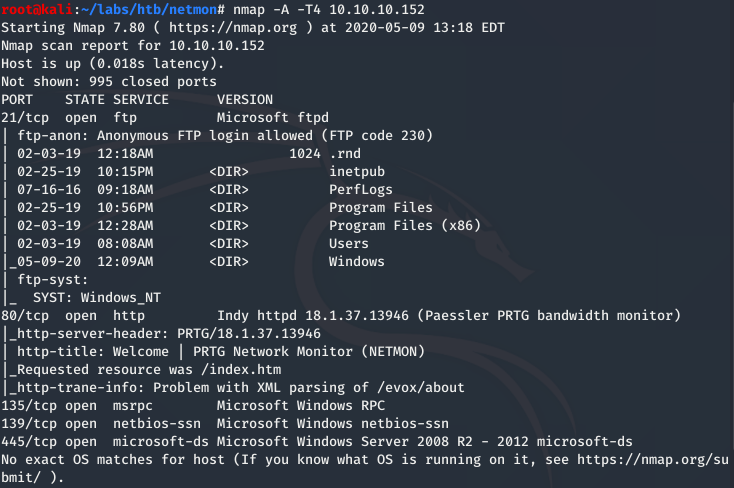 root@kali:~/labs/htb/netmon# nmap -A -T4 10.10.10.152
Starting Nmap 7.80 ( https://nmap.org ) at 2020-05-09 13:18 EDT
Nmap scan report for 10.10.10.152
Host is up (0.018s latency).
Not shown: 995 closed ports
PORT    STATE SERVICE      VERSION
21/tcp  open  ftp          Microsoft ftpd
| ftp-anon: Anonymous FTP login allowed (FTP code 230)
| 02-03-19  12:18AM                 1024 .rnd
| 02-25-19  10:15PM       <DIR>          inetpub
| 07-16-16  09:18AM       <DIR>          PerfLogs
| 02-25-19  10:56PM       <DIR>          Program Files
| 02-03-19  12:28AM       <DIR>          Program Files (x86)
| 02-03-19  08:08AM       <DIR>          Users
|_05-09-20  12:09AM       <DIR>          Windows
| ftp-syst:
|_  SYST: Windows_NT
80/tcp  open  http         Indy httpd 18.1.37.13946 (Paessler PRTG bandwidth monitor)
|_http-server-header: PRTG/18.1.37.13946
| http-title: Welcome | PRTG Network Monitor (NETMON)
|_Requested resource was /index.htm
|_http-trane-info: Problem with XML parsing of /evox/about
135/tcp open  msrpc        Microsoft Windows RPC
139/tcp open  netbios-ssn  Microsoft Windows netbios-ssn
445/tcp open  microsoft-ds Microsoft Windows Server 2008 R2 - 2012 microsoft-ds
No exact OS matches for host (If you know what OS is running on it, see https://nmap.org/su
bmit/ ).